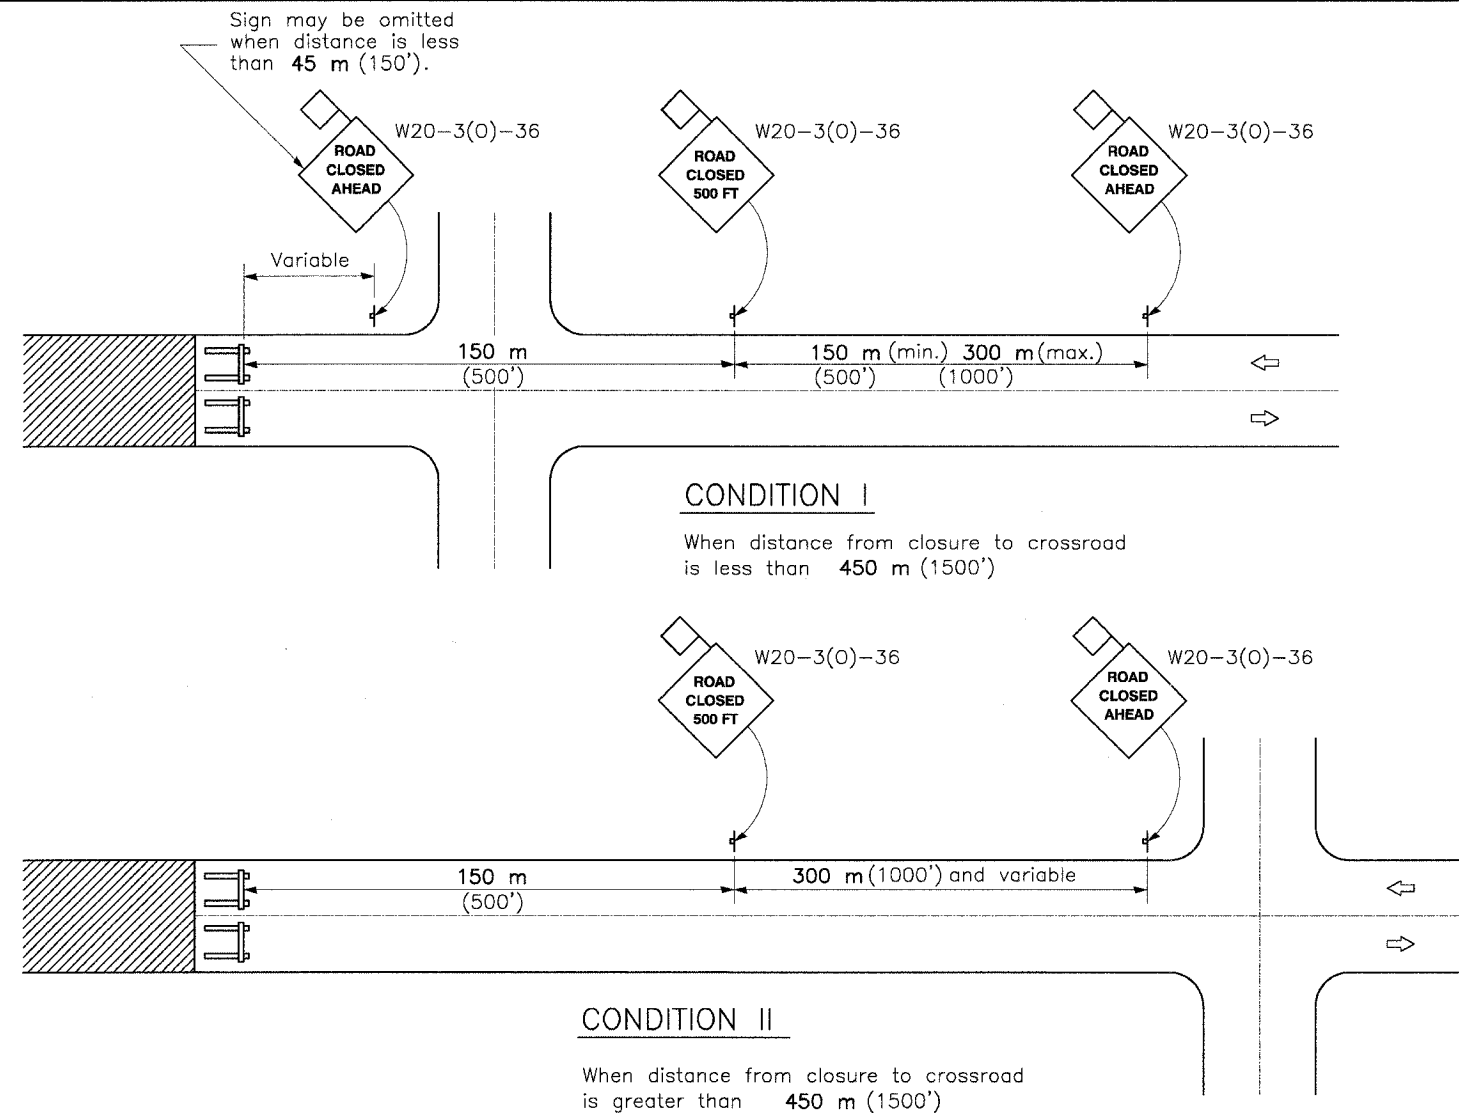 Sign may be omitted
when distance is less
than 45 m (150').
W20-3(O)-36
W20-3(O)-36
W20-3(O)-36
ROAD
CLOSED
AHEAD
ROAD
CLOSED
500 FT
ROAD
CLOSED
AHEAD
Variable
150 m
(500')
150 m (min.) 300 m (max.)
(500') (1000')
CONDITION I
When distance from closure to crossroad
is less than 450 m (1500')
W20-3(O)-36
W20-3(O)-36
ROAD
CLOSED
500 FT
ROAD
CLOSED
AHEAD
150 m
(500')
300 m (1000') and variable
CONDITION II
When distance from closure to crossroad
is greater than 450 m (1500')